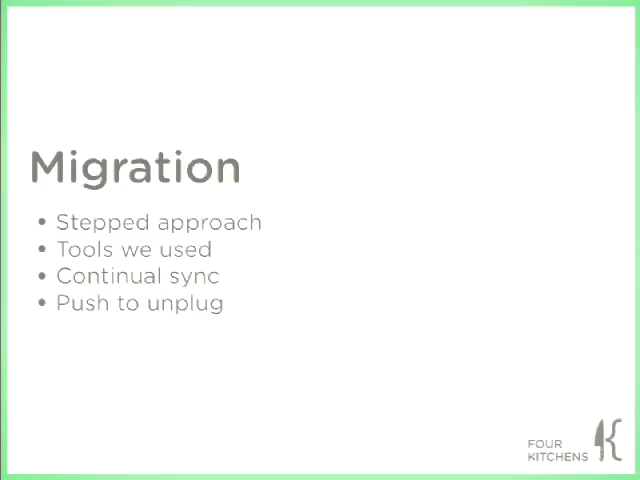 Migration
• Stepped approach
• Tools we used
• Continual sync
• Push to unplug
FOUR
KITCHENS